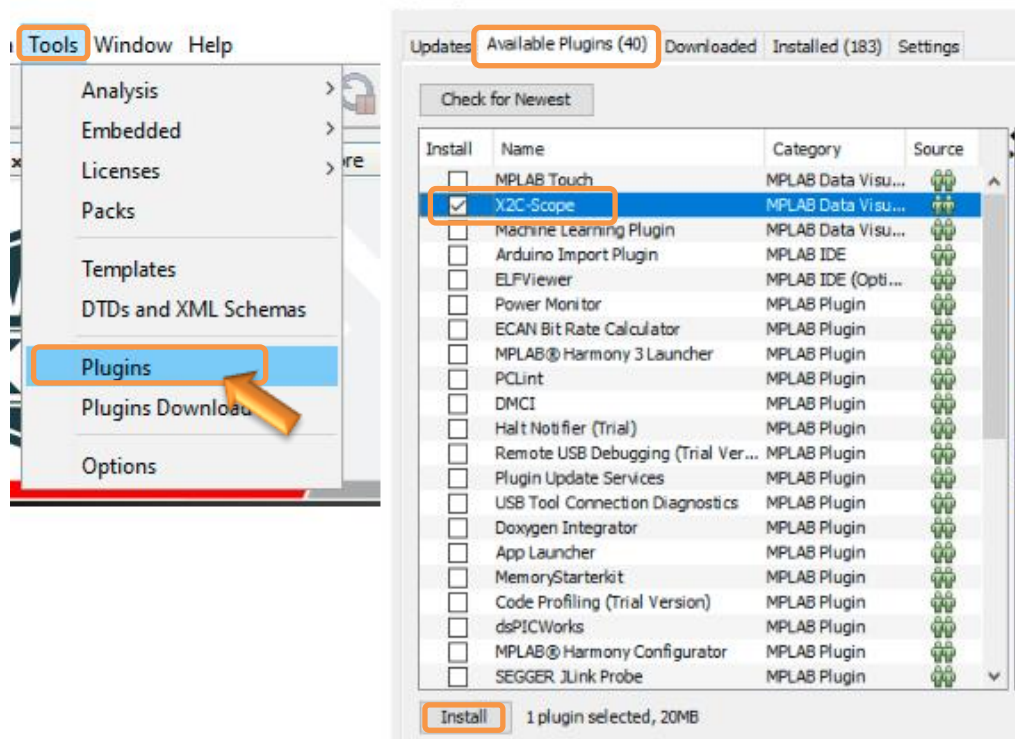 Tools Window Help
Analysis
Embedded
Licenses
Packs
Templates
DTDs and XML Schemas
Plugins
Plugins Download
Options
re
Updates Available Plugins (40) Downloaded Installed (183) Settings
Check for Newest
Install Name Category Source
MPLAB Touch MPLAB Data Visu...
X2C-Scope MPLAB Data Visu...
Machine Learning Plugin MPLAB Data Visu...
Arduino Import Plugin MPLAB IDE
ELFViewer MPLAB IDE (Opti...
Power Monitor MPLAB Plugin
ECAN Bit Rate Calculator MPLAB Plugin
MPLAB® Harmony 3 Launcher MPLAB Plugin
PCLint MPLAB Plugin
DMCI MPLAB Plugin
Halt Notifier (Trial) MPLAB Plugin
Remote USB Debugging (Trial Ver... MPLAB Plugin
Plugin Update Services MPLAB Plugin
USB Tool Connection Diagnostics MPLAB Plugin
Doxygen Integrator MPLAB Plugin
App Launcher MPLAB Plugin
MemoryStarterkit MPLAB Plugin
Code Profiling (Trial Version) MPLAB Plugin
dsPICWorks MPLAB Plugin
MPLAB® Harmony Configurator MPLAB Plugin
SEGGER JLink Probe MPLAB Plugin
Install 1 plugin selected, 20MB